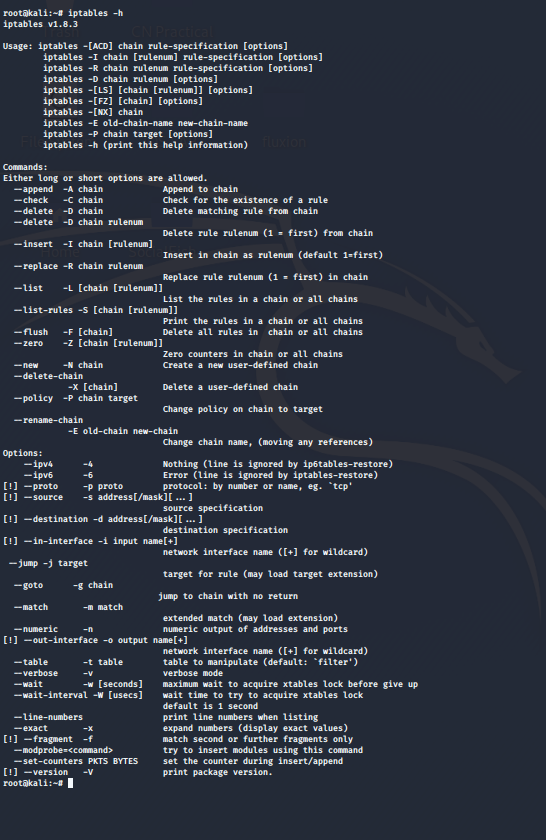 root@kali:~# iptables -h
iptables v1.8.3

Usage: iptables -[ACD] chain rule-specification [options]
        iptables -I chain [rulenum] rule-specification [options]
        iptables -R chain rulenum rule-specification [options]
        iptables -D chain rulenum [options]
        iptables -[LS] [chain [rulenum]] [options]
        iptables -[FZ] [chain] [options]
        iptables -[NX] chain
        iptables -E old-chain-name new-chain-name
        iptables -P chain target [options]
        iptables -h (print this help information)

Commands:
Either long or short options are allowed.
  --append  -A chain            Append to chain
  --check   -C chain            Check for the existence of a rule
  --delete  -D chain            Delete matching rule from chain
  --delete  -D chain rulenum
                                Delete rule rulenum (1 = first) from chain
  --insert  -I chain [rulenum]
                                Insert in chain as rulenum (default 1=first)
  --replace -R chain rulenum
                                Replace rule rulenum (1 = first) in chain
  --list    -L [chain [rulenum]]
                                List the rules in a chain or all chains
  --list-rules -S [chain [rulenum]]
                                Print the rules in a chain or all chains
  --flush   -F [chain]          Delete all rules in  chain or all chains
  --zero    -Z [chain [rulenum]]
                                Zero counters in chain or all chains
  --new     -N chain            Create a new user-defined chain
  --delete-chain
             -X [chain]         Delete a user-defined chain
  --policy  -P chain target
                                Change policy on chain to target
  --rename-chain
             -E old-chain new-chain
                                Change chain name, (moving any references)
Options:
    --ipv4      -4              Nothing (line is ignored by ip6tables-restore)
    --ipv6      -6              Error (line is ignored by iptables-restore)
[!] --proto     -p proto        protocol: by number or name, eg. `tcp'
[!] --source    -s address[/mask][...]
                                source specification
[!] --destination -d address[/mask][...]
                                destination specification
[!] --in-interface -i input name[+]
                                network interface name ([+] for wildcard)
 --jump -j target
                                target for rule (may load target extension)
  --goto      -g chain
                               jump to chain with no return
  --match       -m match
                                extended match (may load extension)
  --numeric     -n              numeric output of addresses and ports
[!] --out-interface -o output name[+]
                                network interface name ([+] for wildcard)
  --table       -t table        table to manipulate (default: `filter')
  --verbose     -v              verbose mode
  --wait        -w [seconds]    maximum wait to acquire xtables lock before give up
  --wait-interval -W [usecs]    wait time to try to acquire xtables lock
                                default is 1 second
  --line-numbers                print line numbers when listing
  --exact       -x              expand numbers (display exact values)
[!] --fragment  -f              match second or further fragments only
  --modprobe=<command>          try to insert modules using this command
  --set-counters PKTS BYTES     set the counter during insert/append
[!] --version   -V              print package version.
root@kali:~#